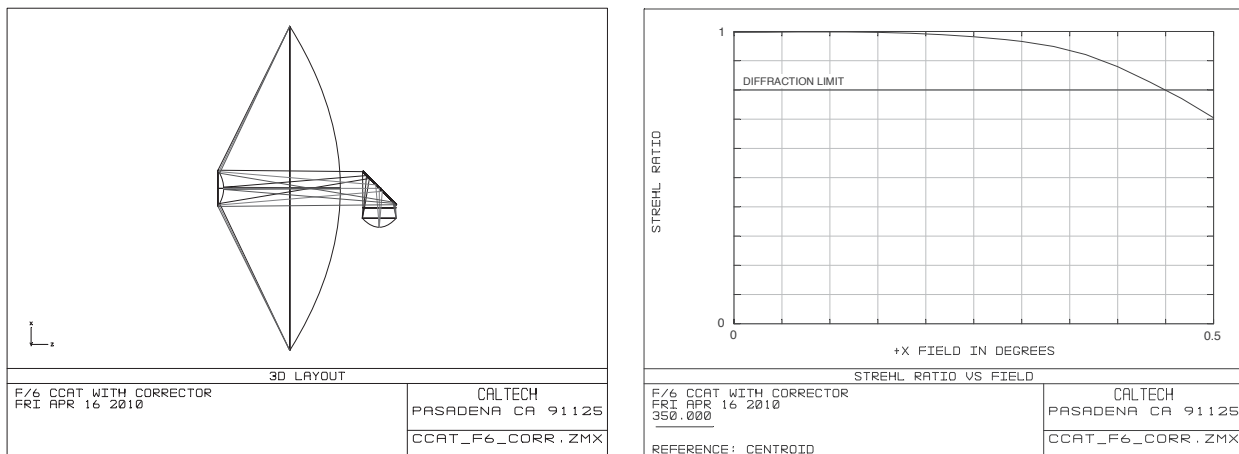 x
z
3D LAYOUT
F/6 CCAT WITH CORRECTOR
FRI APR 16 2010
CALTECH
PASADENA CA 91125
CCAT_F6_CORR.ZMX
1
DIFFRACTION LIMIT
STREHL RATIO
0
0
0.5
+X FIELD IN DEGREES
STREHL RATIO VS FIELD
F/6 CCAT WITH CORRECTOR
FRI APR 16 2010
350.000
REFERENCE: CENTROID
CALTECH
PASADENA CA 91125
CCAT_F6_CORR.ZMX